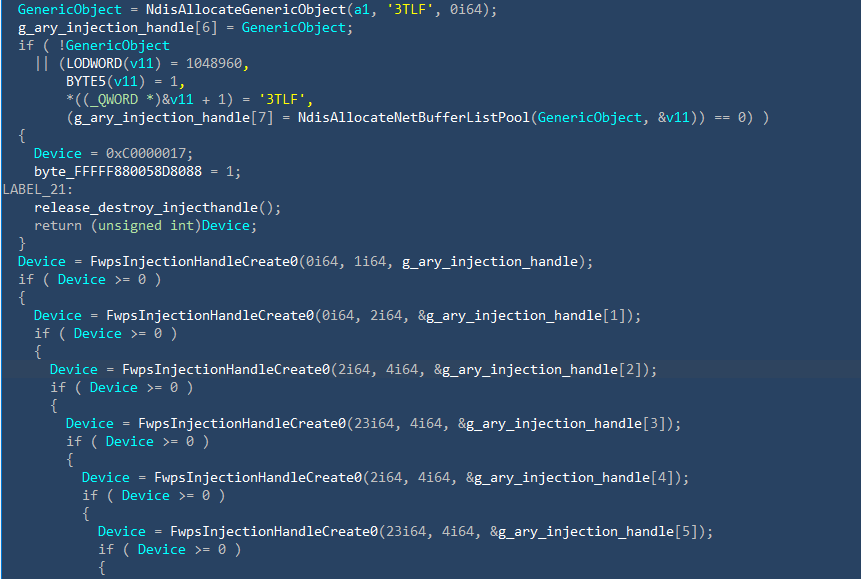 GenericObject = NdisAllocateGenericObject(a1, '3TLF', 0i64);
g_ary_injection_handle[6] = GenericObject;
if ( !GenericObject
|| (LODWORD(v11) = 1048960,
BYTE5(v11) = 1,
*((_QWORD *)&v11 + 1) = '3TLF',
(g_ary_injection_handle[7] = NdisAllocateNetBufferListPool(GenericObject, &v11)) == 0) )
{
Device = 0xC0000017;
byte_FFFFF880058D8088 = 1;
LABEL_21:
release_destroy_injecthandle();
return (unsigned int)Device;
}
Device = FwpsInjectionHandleCreate0(0i64, 1i64, g_ary_injection_handle);
if ( Device >= 0 )
{
Device = FwpsInjectionHandleCreate0(0i64, 2i64, &g_ary_injection_handle[1]);
if ( Device >= 0 )
{
Device = FwpsInjectionHandleCreate0(2i64, 4i64, &g_ary_injection_handle[2]);
if ( Device >= 0 )
{
Device = FwpsInjectionHandleCreate0(23i64, 4i64, &g_ary_injection_handle[3]);
if ( Device >= 0 )
{
Device = FwpsInjectionHandleCreate0(2i64, 4i64, &g_ary_injection_handle[4]);
if ( Device >= 0 )
{
Device = FwpsInjectionHandleCreate0(23i64, 4i64, &g_ary_injection_handle[5]);
if ( Device >= 0 )
{